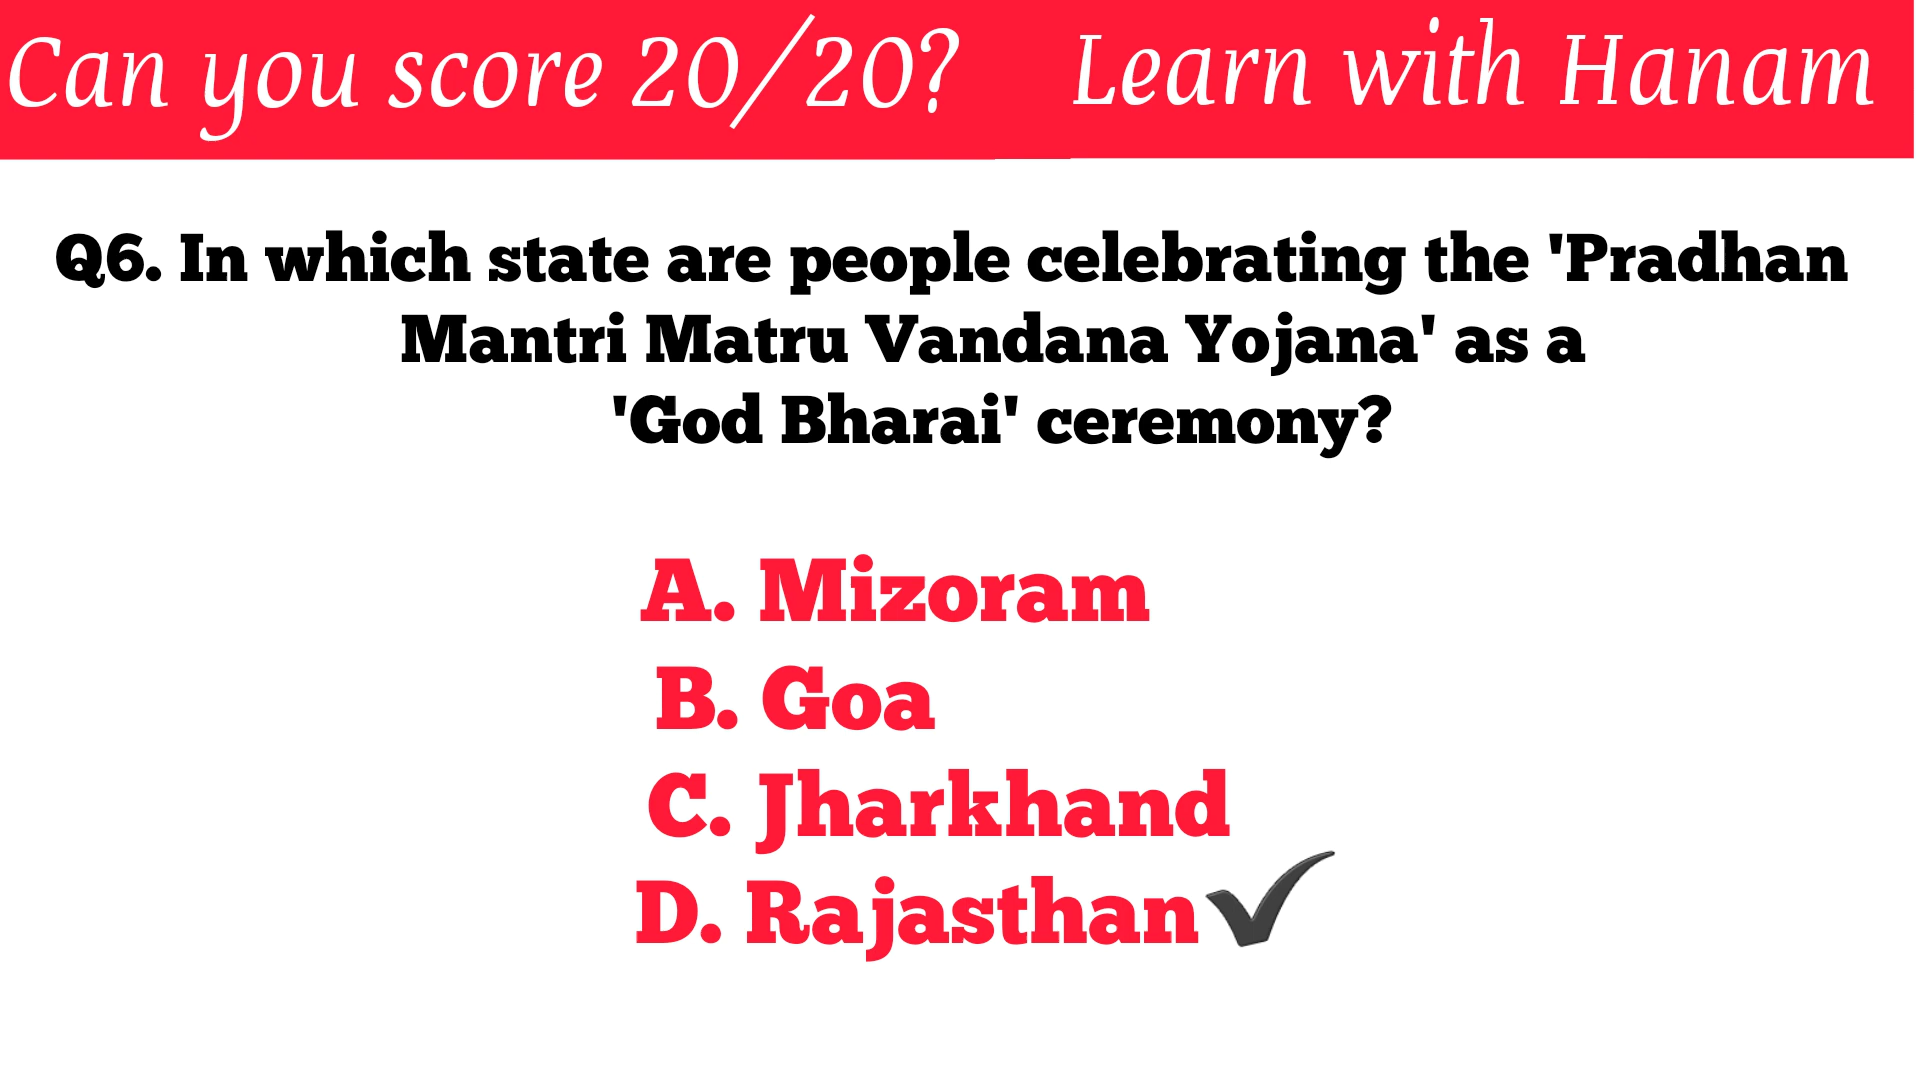 Can you score 20/20? Learn with Hanam
Q6. In which state are people celebrating the 'Pradhan
Mantri Matru Vandana Yojana' as a
'God Bharai' ceremony?
A. Mizoram
B. Goa
C. Jharkhand
D. Rajasthan✔